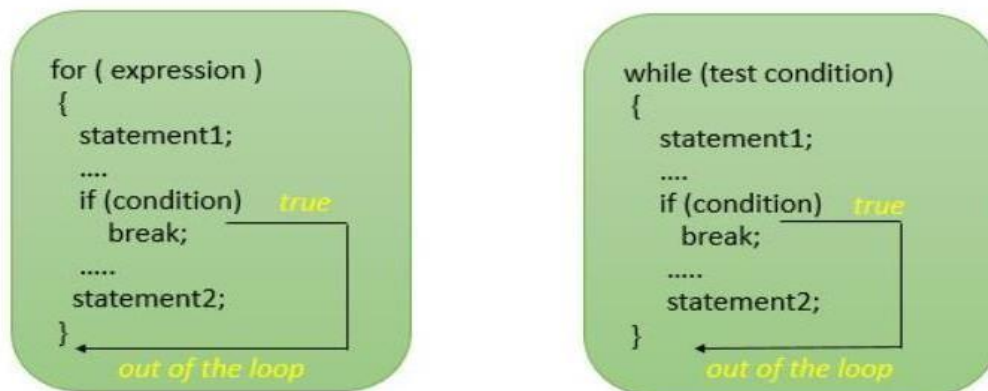 for ( expression )
{
statement1;
....
if (condition) true
break;
.....
statement2;
}
out of the loop
while (test condition)
{
statement1;
....
if (condition) true
break;
.....
statement2;
}
out of the loop